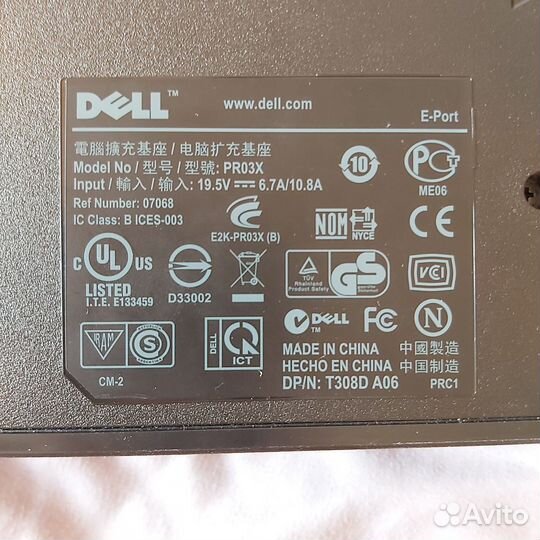 DELL™
www.dell.com
E-Port
電腦擴充基座 / 电脑扩充基座
Model No / 型号 / 型號: PR03X
Input / 輸入 / 输入: 19.5V 6.7A/10.8A
Ref Number: 07068
IC Class: B ICES-003
10
PCT
ME06
E2K-PR03X (B)
NOM
NYCE
C UL US
LISTED
I.T.E. E133459
D33002
TÜV
Rheinland
Product Safety
GS
VCI
DELL™
FC
N
IRAM
S
CM-2
DELL
ICT
MADE IN CHINA 中國製造
HECHO EN CHINA 中国制造
DP/N: T308D A06
PRC1
Avito